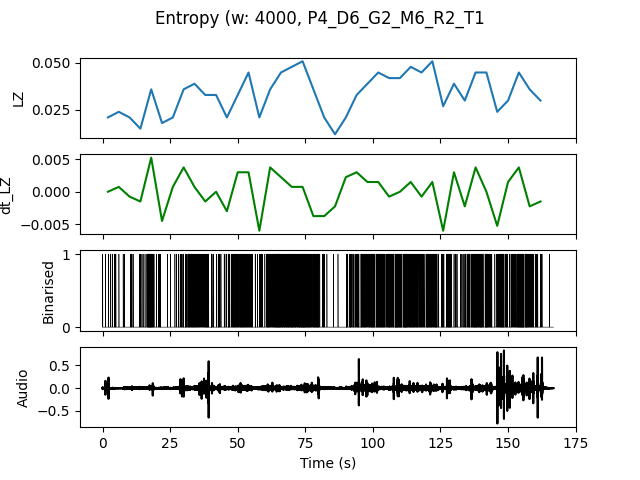 Entropy (w: 4000, P4_D6_G2_M6_R2_T1
0.050
0.025
LZ
0.005
0.000
−0.005
dt_LZ
1
0
Binarised
0.5
0.0
−0.5
Audio
0 25 50 75 100 125 150 175
Time (s)